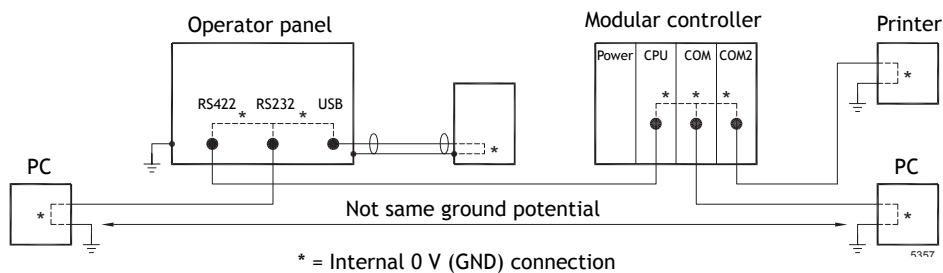 Operator panel
Modular controller
Printer
Power CPU COM COM2
RS422 RS232 USB
* * * * * * *
PC
PC
* *
Not same ground potential
* = Internal 0 V (GND) connection
5357